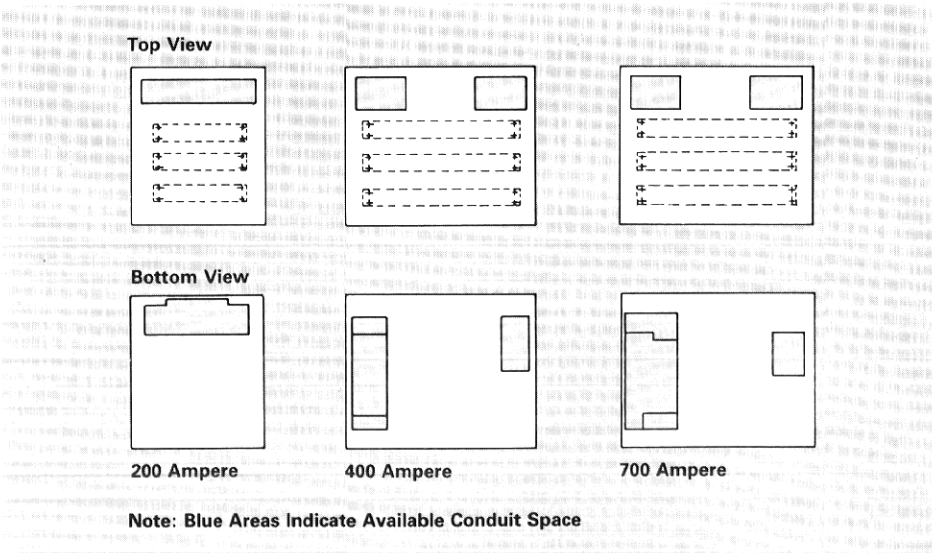 Top View
Bottom View
200 Ampere
400 Ampere
700 Ampere
Note: Blue Areas Indicate Available Conduit Space